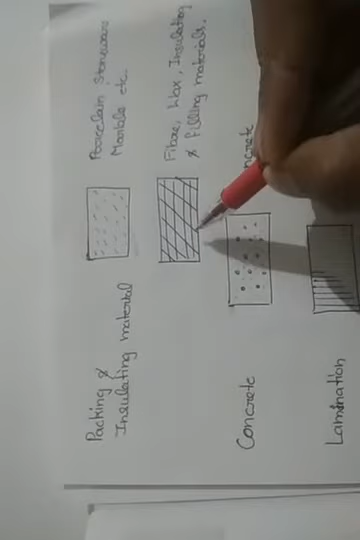 Packing &
Insulating material
Porcelain Stoneware
Marble etc.
Fibre, Wax, Insulating
& filling materials.
Concrete
Lamination